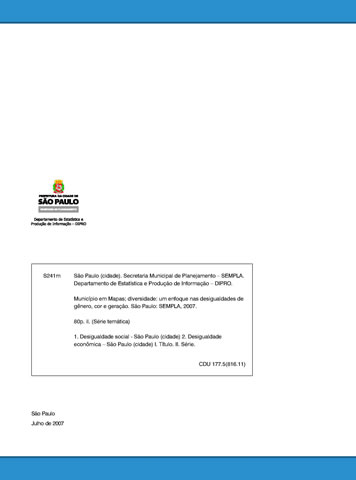 PREFEITURA DA CIDADE DE
SÃO PAULO
Departamento de Estatística e
Produção de Informação - DIPRO
S241m
São Paulo (cidade). Secretaria Municipal de Planejamento – SEMPLA.
Departamento de Estatística e Produção de Informação – DIPRO.
Município em Mapas; diversidade: um enfoque nas desigualdades de
gênero, cor e geração. São Paulo: SEMPLA, 2007.
80p. il. (Série temática)
1. Desigualdade social - São Paulo (cidade) 2. Desigualdade
econômica – São Paulo (cidade) I. Título. II. Série.
CDU 177.5(816.11)
São Paulo
Julho de 2007